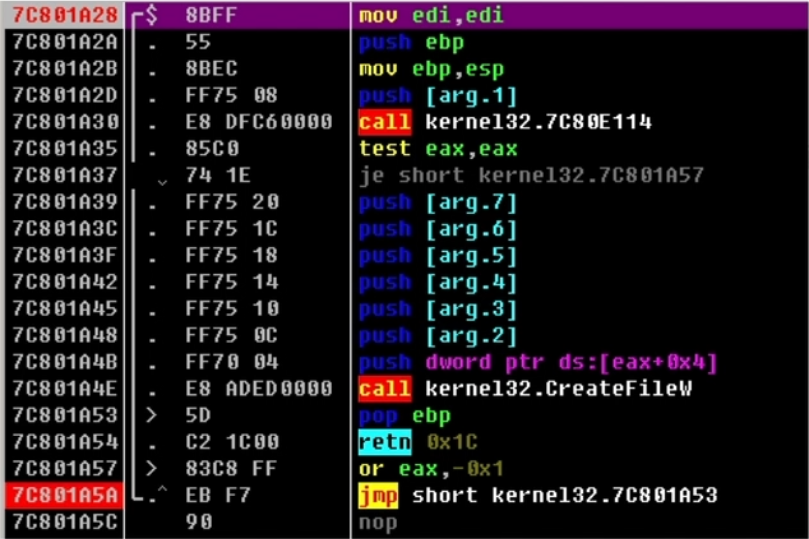 7C801A28 $ 8BFF mov edi,edi
7C801A2A . 55 push ebp
7C801A2B . 8BEC mov ebp,esp
7C801A2D . FF75 08 push [arg.1]
7C801A30 . E8 DFC60000 call kernel32.7C80E114
7C801A35 . 85C0 test eax,eax
7C801A37 . 74 1E je short kernel32.7C801A57
7C801A39 . FF75 20 push [arg.7]
7C801A3C . FF75 1C push [arg.6]
7C801A3F . FF75 18 push [arg.5]
7C801A42 . FF75 14 push [arg.4]
7C801A45 . FF75 10 push [arg.3]
7C801A48 . FF75 0C push [arg.2]
7C801A4B . FF70 04 push dword ptr ds:[eax+0x4]
7C801A4E . E8 ADED0000 call kernel32.CreateFileW
7C801A53 > 5D pop ebp
7C801A54 . C2 1C00 retn 0x1C
7C801A57 > 83C8 FF or eax,-0x1
7C801A5A .^ EB F7 jmp short kernel32.7C801A53
7C801A5C 90 nop